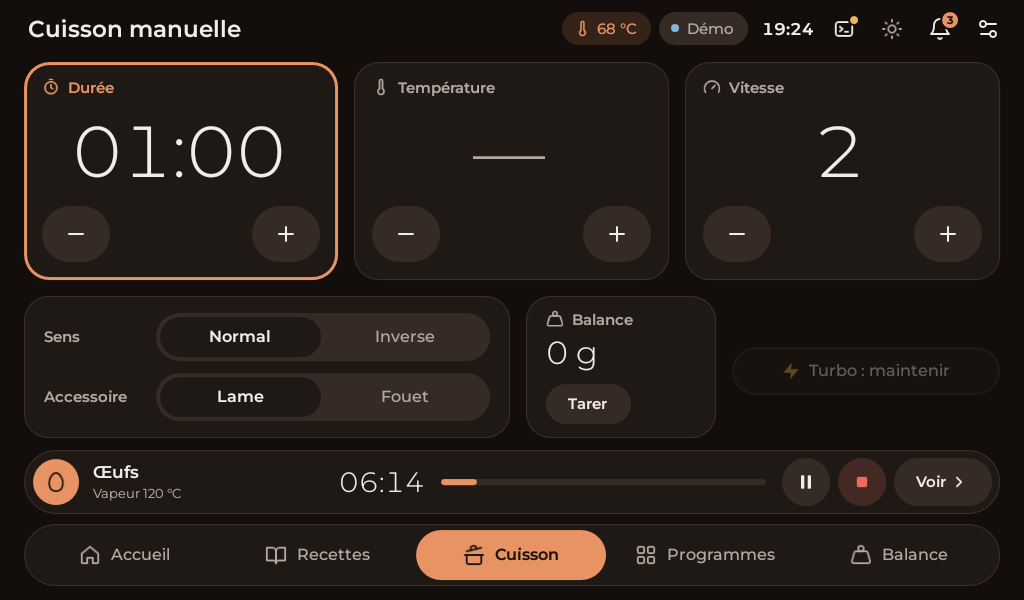 Cuisson manuelle
68 °C
Démo
19:24
3
Durée
01:00
Température
Vitesse
2
Sens
Normal
Inverse
Accessoire
Lame
Fouet
Balance
0 g
Tarer
Turbo : maintenir
Œufs
Vapeur 120 °C
06:14
Voir
Accueil
Recettes
Cuisson
Programmes
Balance